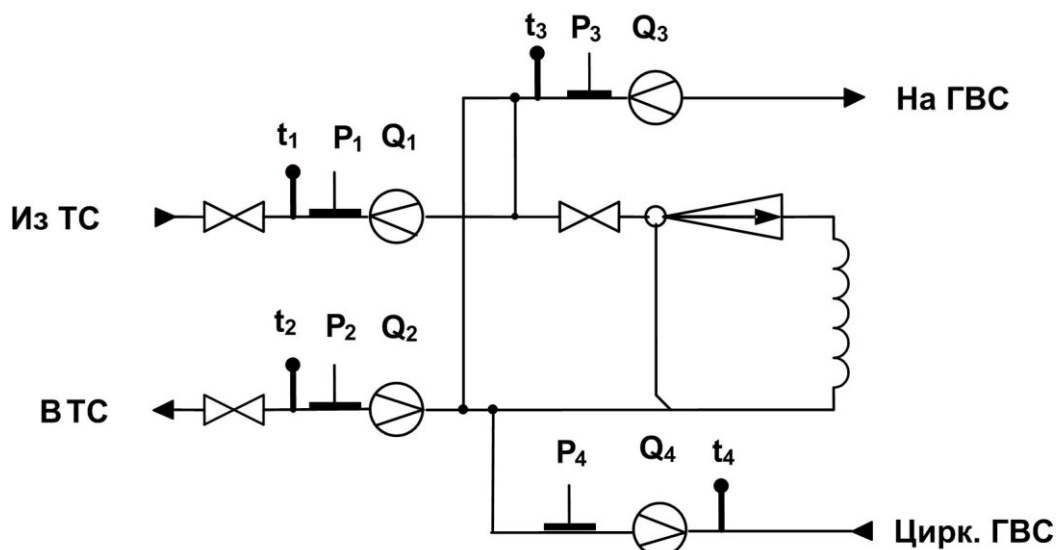 t₃ P₃ Q₃
На ГВС
t₁ P₁ Q₁
Из ТС
t₂ P₂ Q₂
В ТС
P₄ Q₄ t₄
Цирк. ГВС